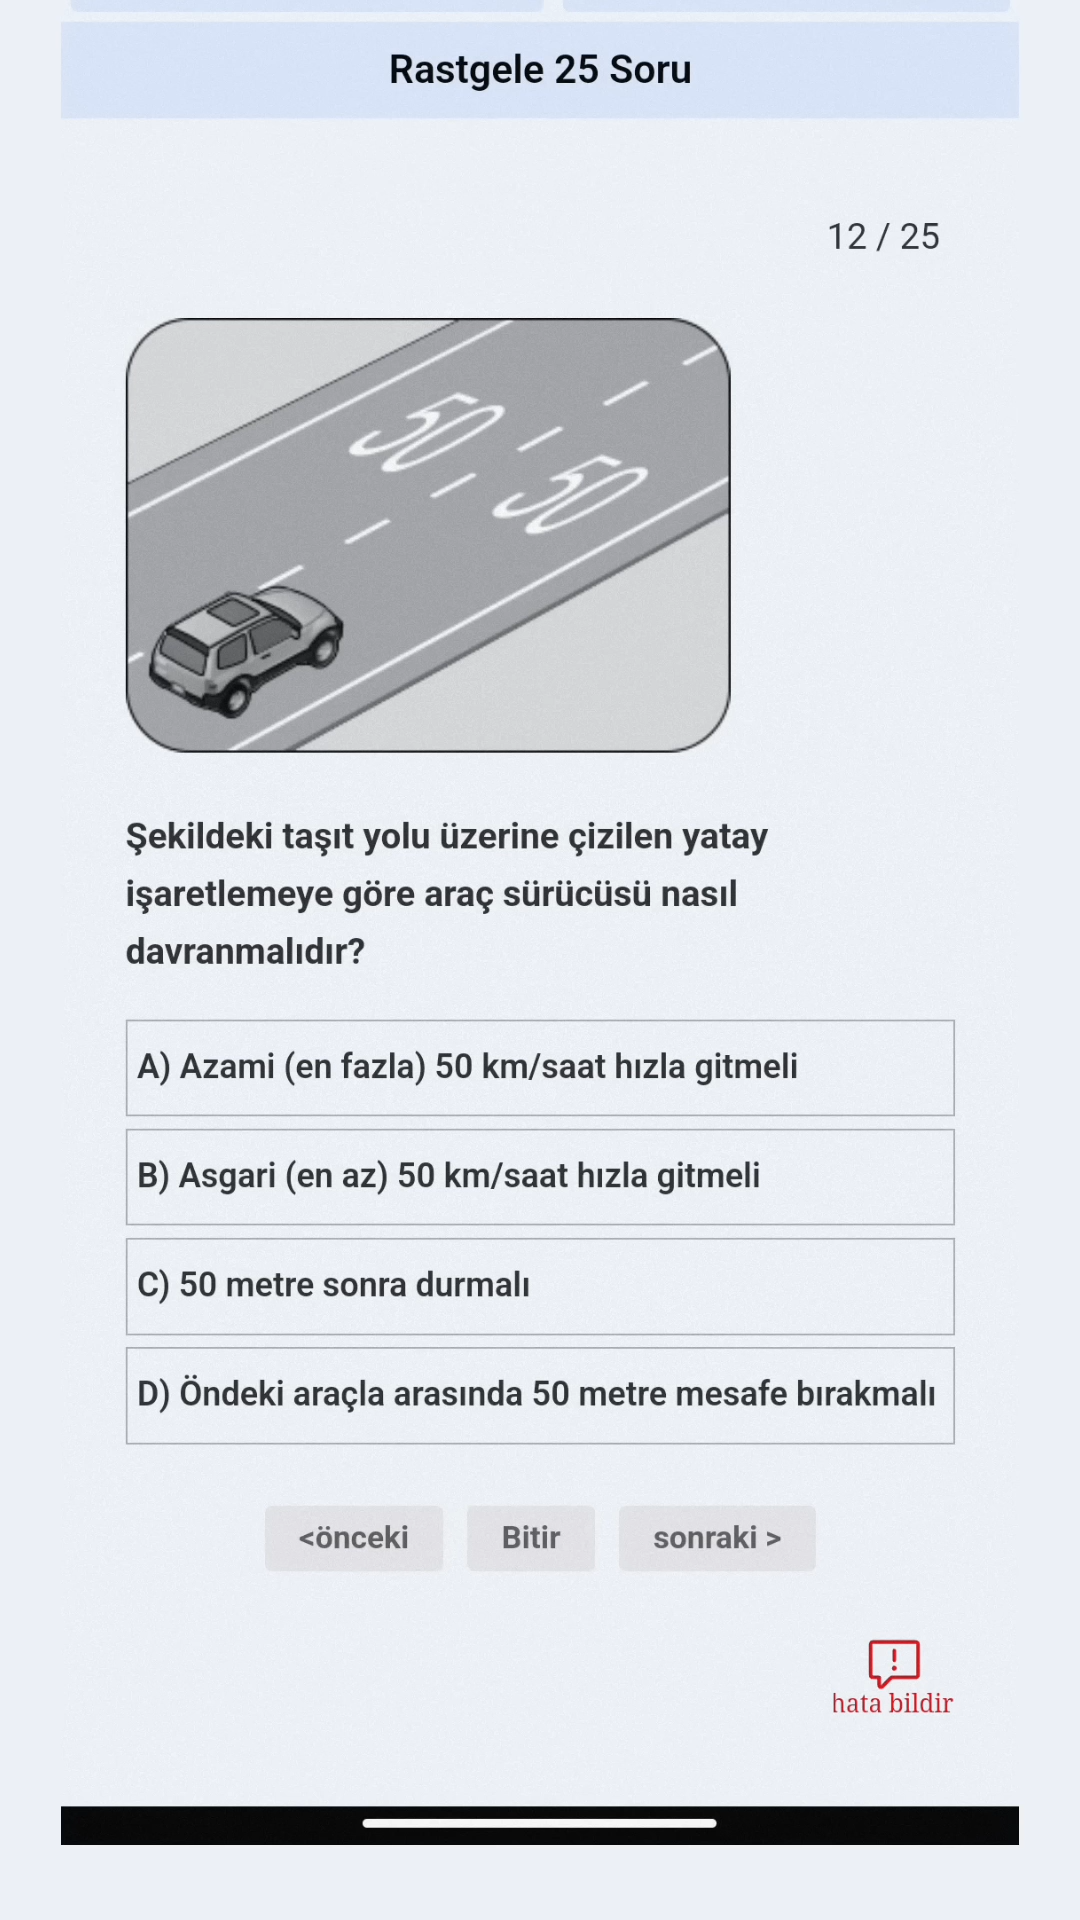 Rastgele 25 Soru
12 / 25
50
50
Şekildeki taşıt yolu üzerine çizilen yatay
işaretlemeye göre araç sürücüsü nasıl
davranmalıdır?
A) Azami (en fazla) 50 km/saat hızla gitmeli
B) Asgari (en az) 50 km/saat hızla gitmeli
C) 50 metre sonra durmalı
D) Öndeki araçla arasında 50 metre mesafe bırakmalı
<önceki Bitir sonraki >
!
hata bildir